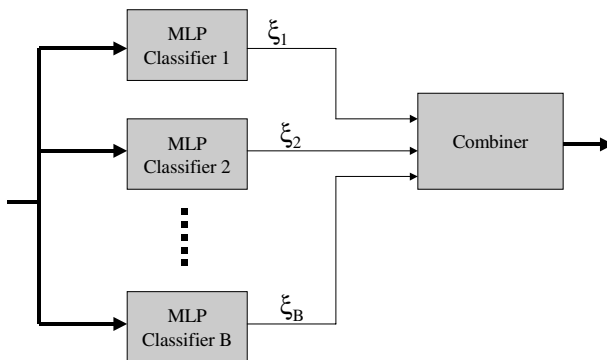 MLP
Classifier 1
ξ1
MLP
Classifier 2
ξ2
Combiner
MLP
Classifier B
ξB